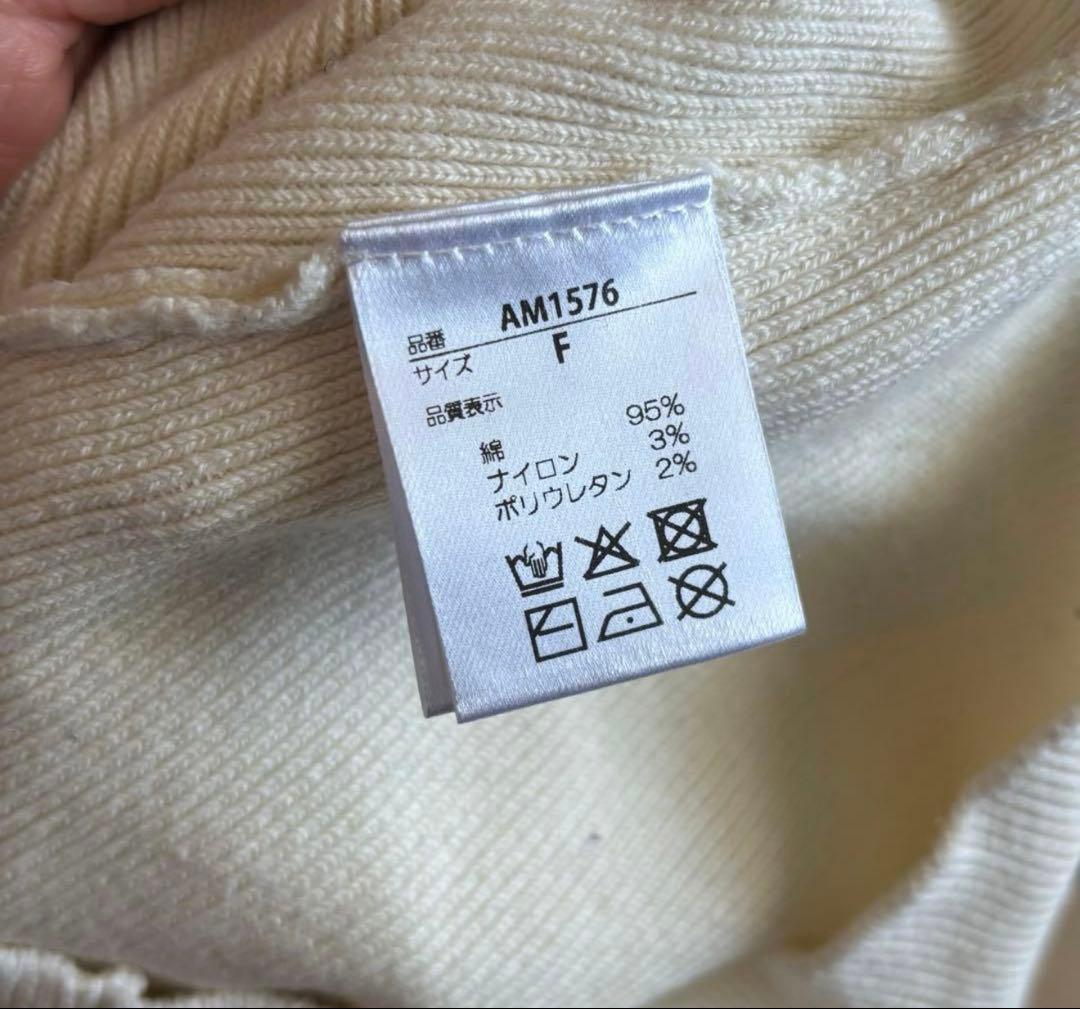 品番 AM1576
サイズ F
品質表示
綿 95%
ナイロン 3%
ポリウレタン 2%